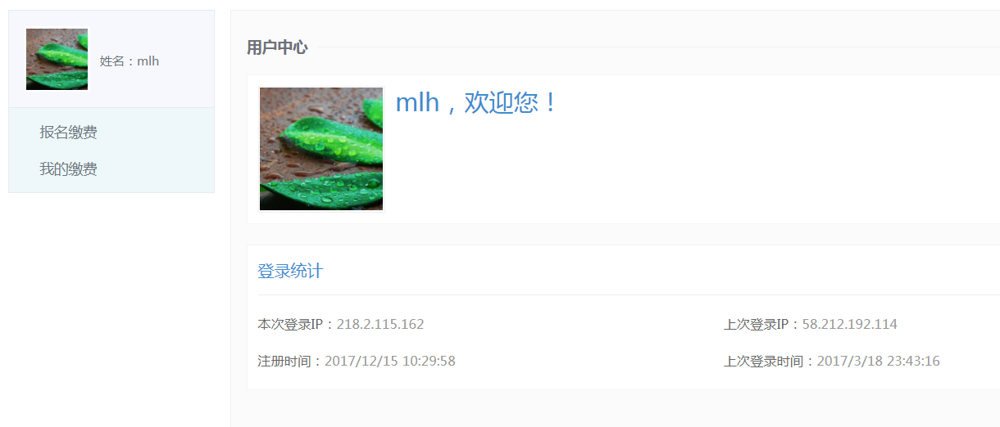 姓名：mlh
报名缴费
我的缴费
用户中心
mlh，欢迎您！
登录统计
本次登录IP：218.2.115.162
上次登录IP：58.212.192.114
注册时间：2017/12/15 10:29:58
上次登录时间：2017/3/18 23:43:16